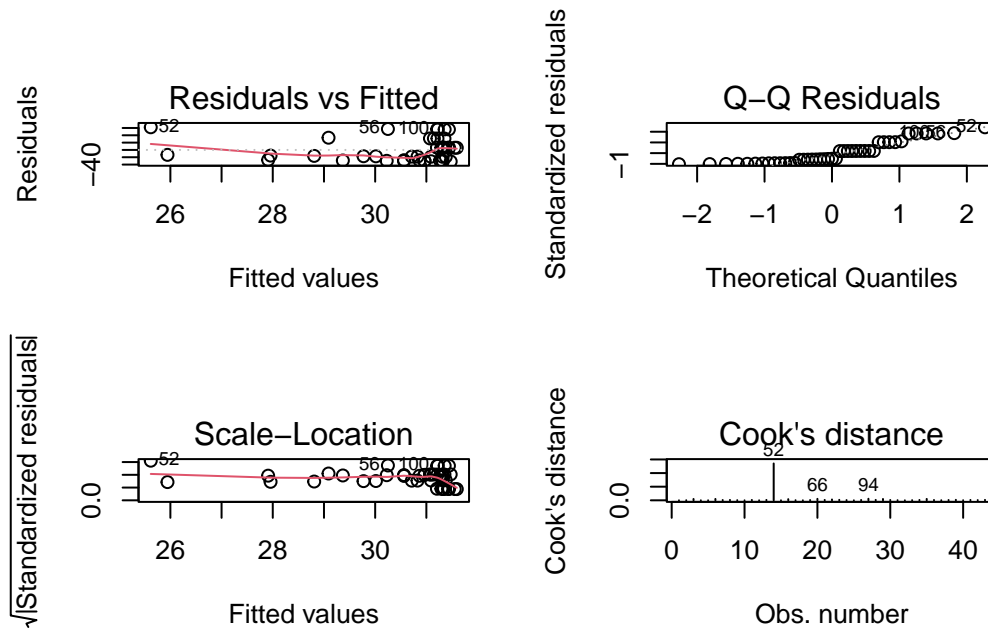 Residuals vs Fitted
Residuals
−40
52
56
100
26
28
30
Fitted values
Q−Q Residuals
Standardized residuals
−1
56
52
−2
−1
0
1
2
Theoretical Quantiles
Scale−Location
√|Standardized residuals|
0.0
52
56
100
26
28
30
Fitted values
Cook's distance
Cook's distance
0.0
52
66
94
0
10
20
30
40
Obs. number